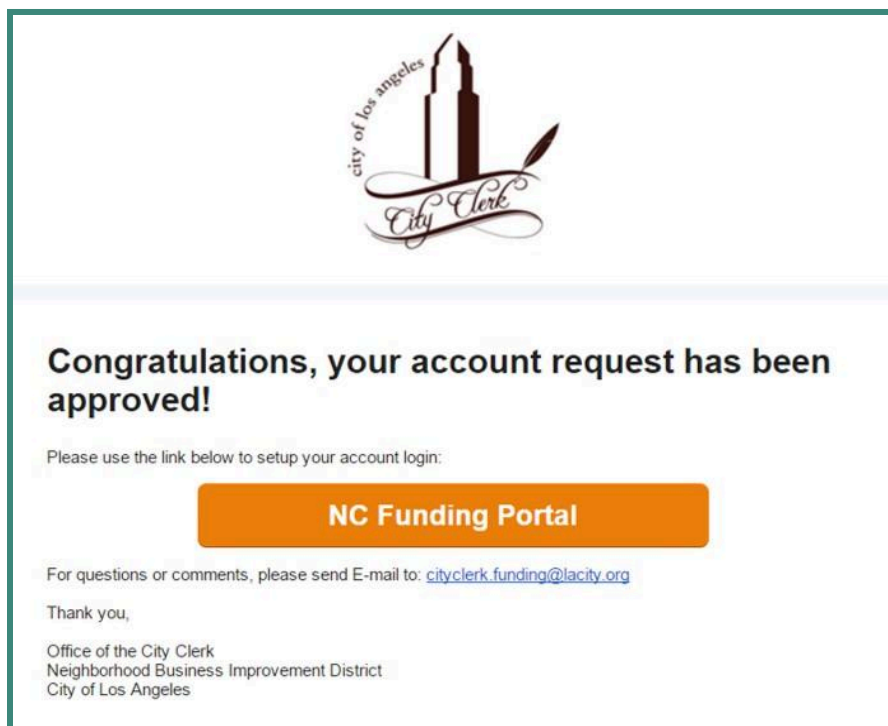 city of los angeles
City Clerk
Congratulations, your account request has been
approved!
Please use the link below to setup your account login:
NC Funding Portal
For questions or comments, please send E-mail to: cityclerk.funding@lacity.org
Thank you,
Office of the City Clerk
Neighborhood Business Improvement District
City of Los Angeles